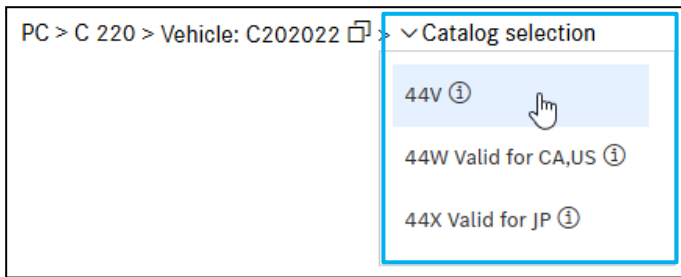 PC > C 220 > Vehicle: C202022 > Catalog selection
44V
44W Valid for CA,US
44X Valid for JP